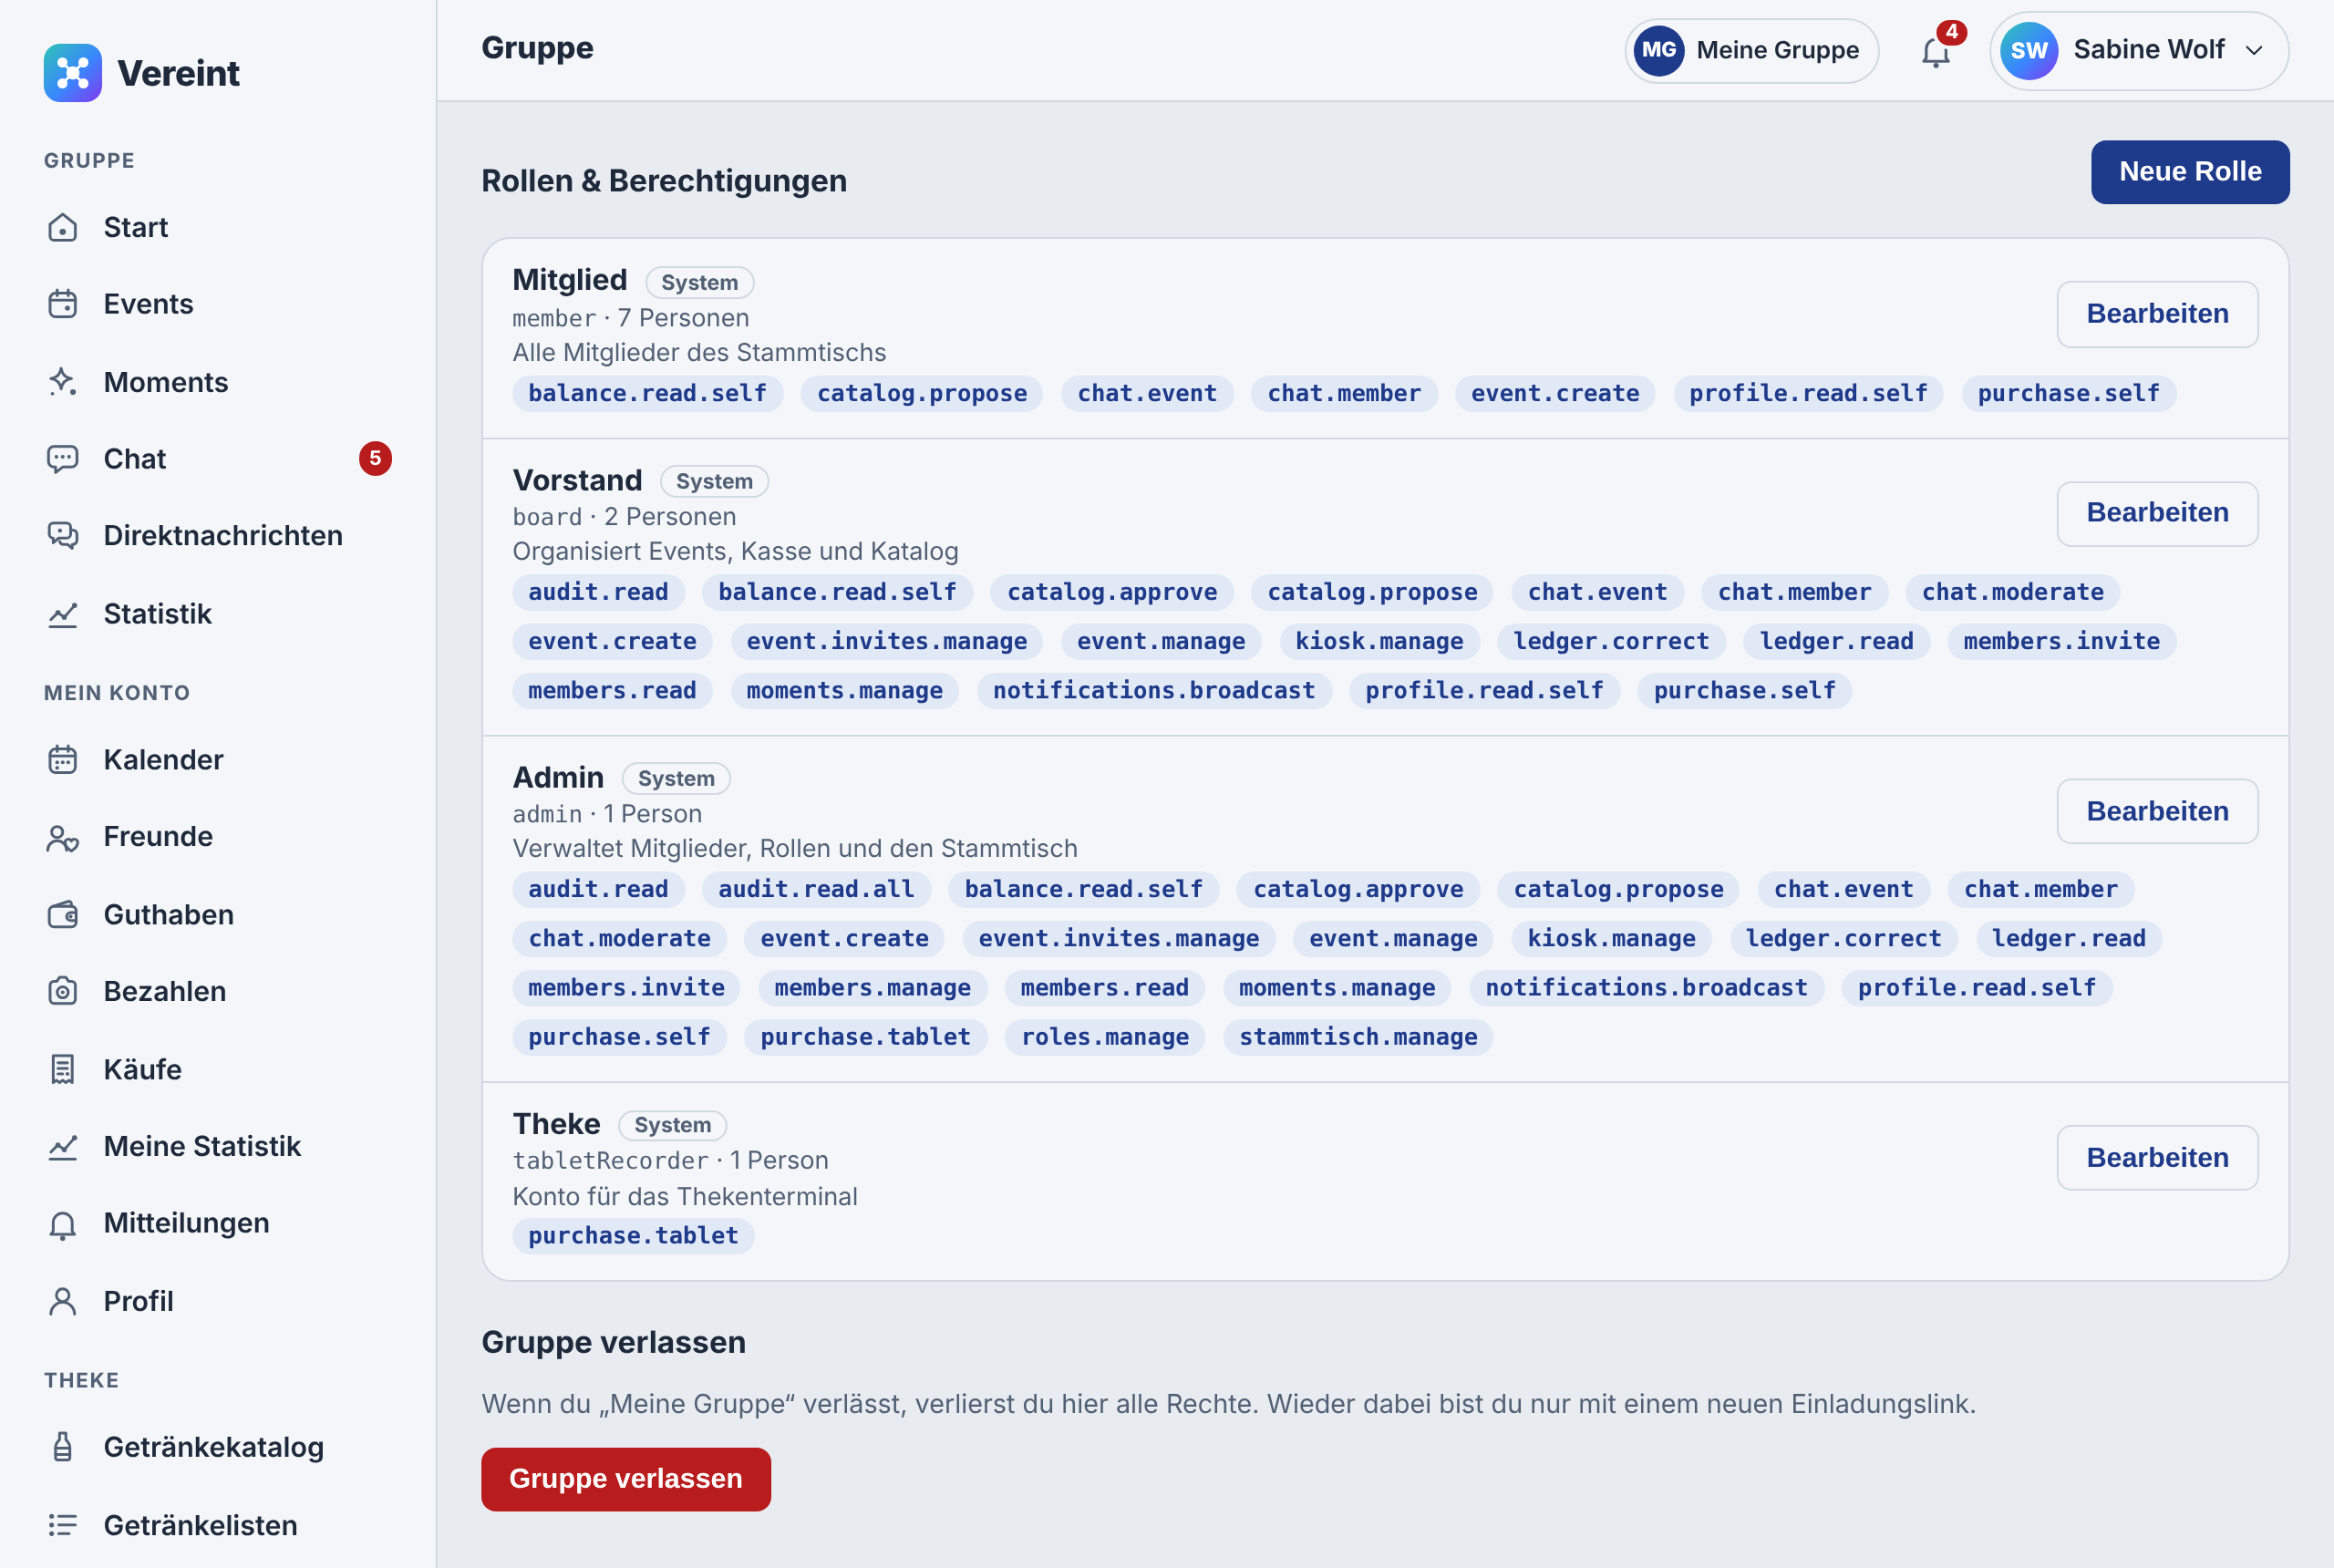 Vereint
GRUPPE
Start
Events
Moments
Chat 5
Direktnachrichten
Statistik
MEIN KONTO
Kalender
Freunde
Guthaben
Bezahlen
Käufe
Meine Statistik
Mitteilungen
Profil
THEKE
Getränkekatalog
Getränkelisten
Gruppe
MG Meine Gruppe
4
SW Sabine Wolf
Rollen & Berechtigungen
Neue Rolle
Mitglied System
member · 7 Personen
Alle Mitglieder des Stammtischs
balance.read.self catalog.propose chat.event chat.member event.create profile.read.self purchase.self
Bearbeiten
Vorstand System
board · 2 Personen
Organisiert Events, Kasse und Katalog
audit.read balance.read.self catalog.approve catalog.propose chat.event chat.member chat.moderate
event.create event.invites.manage event.manage kiosk.manage ledger.correct ledger.read members.invite
members.read moments.manage notifications.broadcast profile.read.self purchase.self
Bearbeiten
Admin System
admin · 1 Person
Verwaltet Mitglieder, Rollen und den Stammtisch
audit.read audit.read.all balance.read.self catalog.approve catalog.propose chat.event chat.member
chat.moderate event.create event.invites.manage event.manage kiosk.manage ledger.correct ledger.read
members.invite members.manage members.read moments.manage notifications.broadcast profile.read.self
purchase.self purchase.tablet roles.manage stammtisch.manage
Bearbeiten
Theke System
tabletRecorder · 1 Person
Konto für das Thekenterminal
purchase.tablet
Bearbeiten
Gruppe verlassen
Wenn du „Meine Gruppe“ verlässt, verlierst du hier alle Rechte. Wieder dabei bist du nur mit einem neuen Einladungslink.
Gruppe verlassen